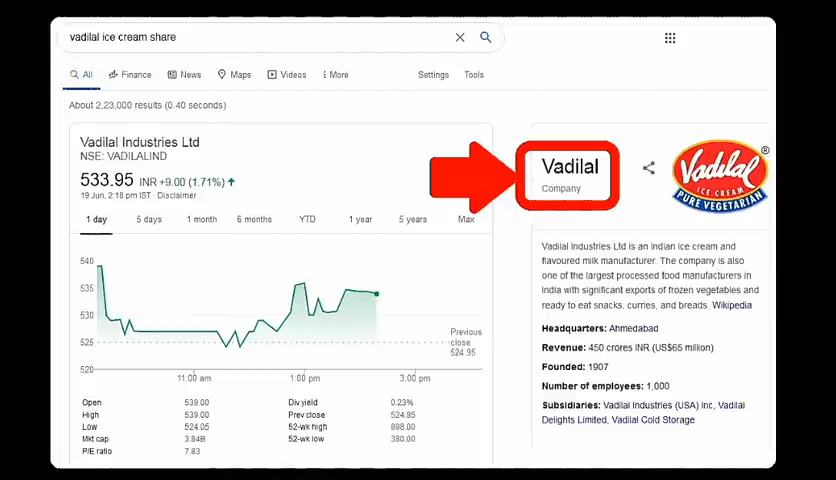 vadilal ice cream share
All Finance News Maps Videos More Settings Tools
About 2,23,000 results (0.40 seconds)
Vadilal Industries Ltd
NSE: VADILALIND
533.95 INR +9.00 (1.71%)
19 Jun, 2:18 pm IST · Disclaimer
1 day 5 days 1 month 6 months YTD 1 year 5 years Max
540
535
530
525
520
Previous
close
524.95
11:00 am 1:00 pm 3:00 pm
Open 539.00 Div yield 0.23%
High 539.00 Prev close 524.95
Low 524.05 52-wk high 898.00
Mkt cap 3.84B 52-wk low 380.00
P/E ratio 7.83
Vadilal
Company
Vadilal ®
ICE CREAM
PURE VEGETARIAN
Vadilal Industries Ltd is an Indian ice cream and
flavoured milk manufacturer. The company is also
one of the largest processed food manufacturers in
India with significant exports of frozen vegetables and
ready to eat snacks, curries, and breads. Wikipedia
Headquarters: Ahmedabad
Revenue: 450 crores INR (US$65 million)
Founded: 1907
Number of employees: 1,000
Subsidiaries: Vadilal Industries (USA) Inc, Vadilal
Delights Limited, Vadilal Cold Storage